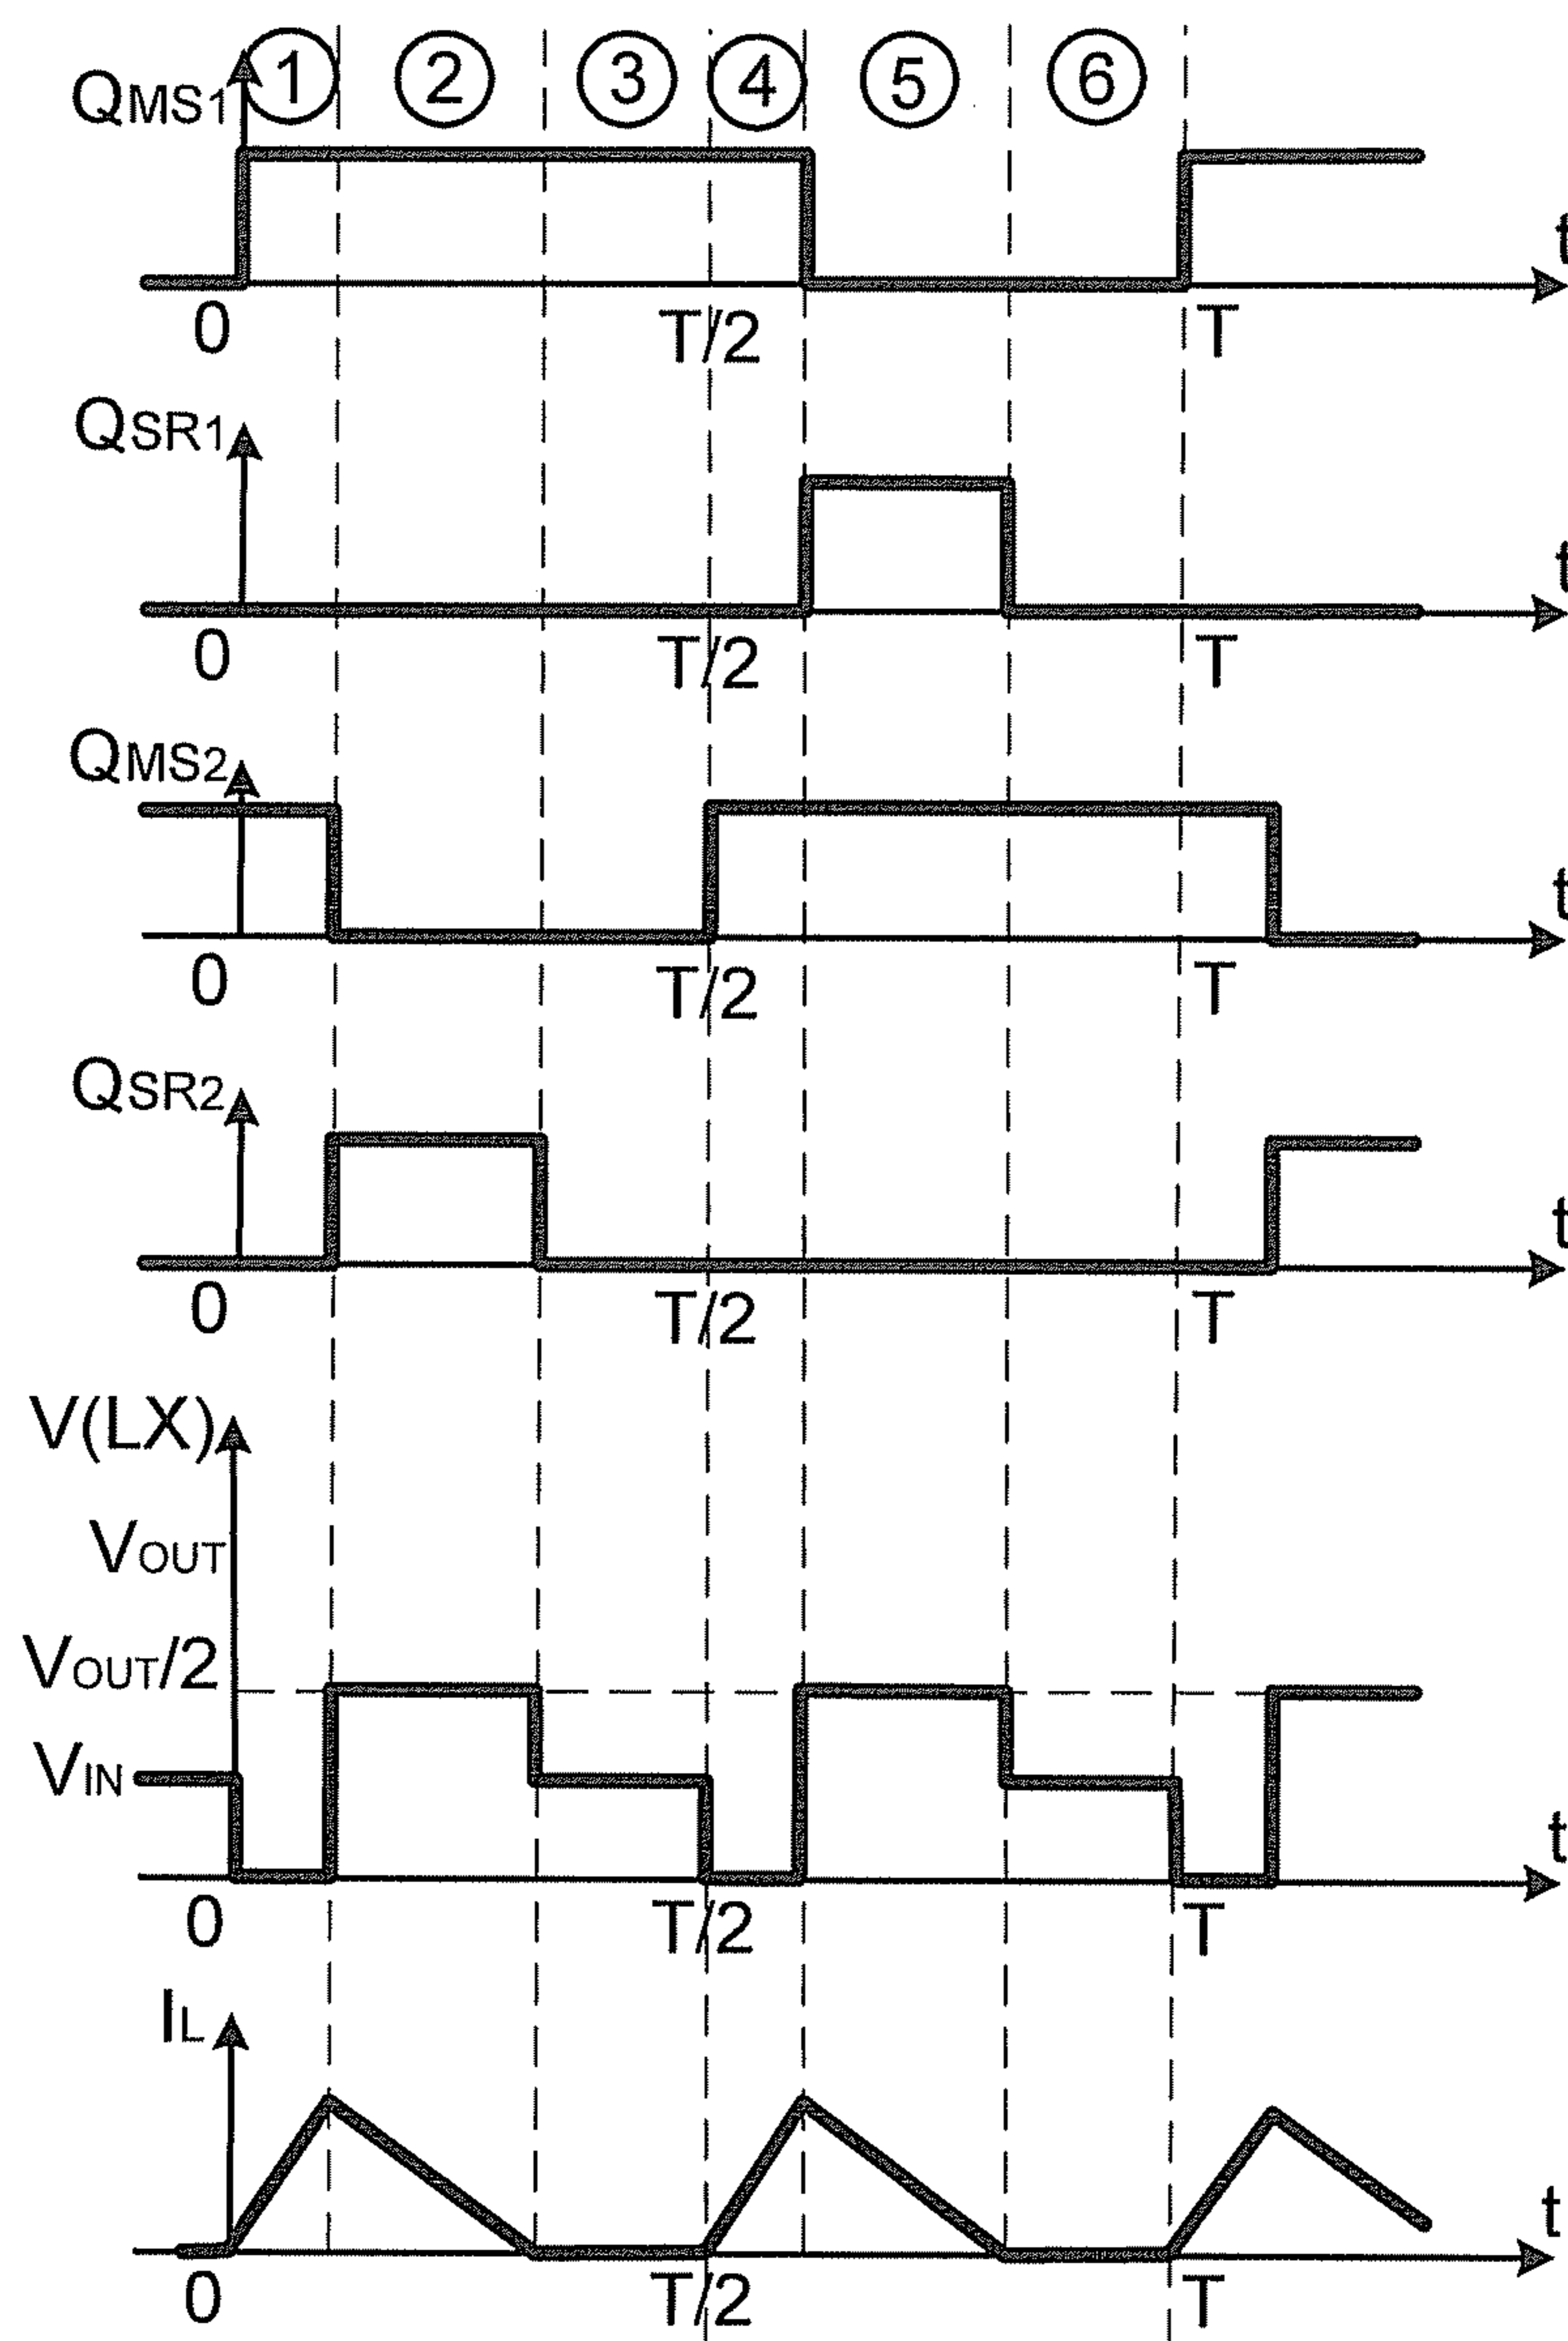 ① ② ③ ④ ⑤ ⑥
QMS1
t
0 T/2 T
QSR1
t
0 T/2 T
QMS2
t
0 T/2 T
QSR2
t
0 T/2 T
V(LX)
VOUT
VOUT/2
VIN
t
0 T/2 T
IL
t
0 T/2 T